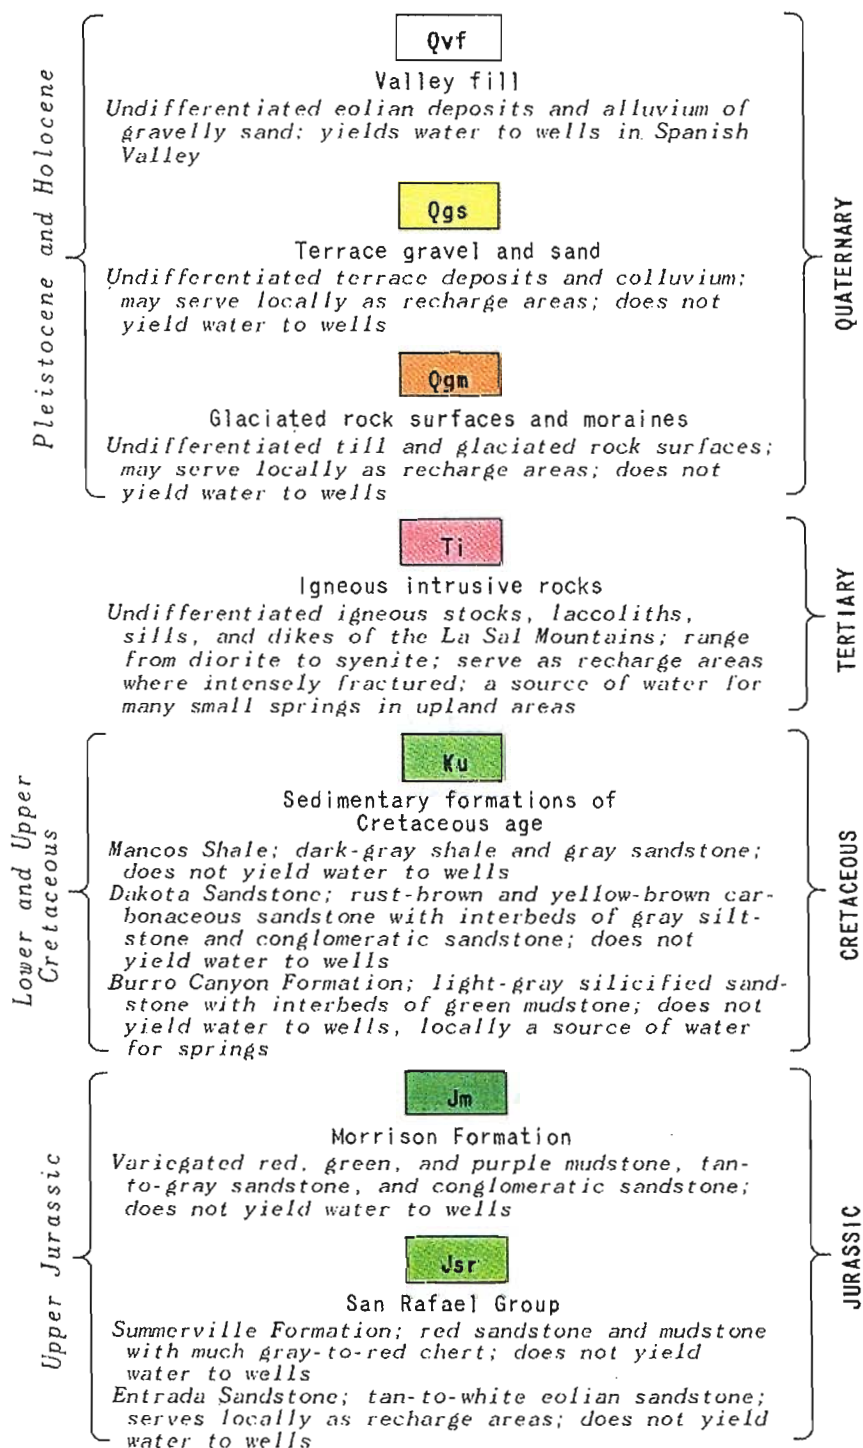 Qvf
Valley fill
Undifferentiated eolian deposits and alluvium of
gravelly sand; yields water to wells in Spanish
Valley
Qgs
Terrace gravel and sand
Undifferentiated terrace deposits and colluvium;
may serve locally as recharge areas; does not
yield water to wells
Qgm
Glaciated rock surfaces and moraines
Undifferentiated till and glaciated rock surfaces;
may serve locally as recharge areas; does not
yield water to wells
Pleistocene and Holocene
QUATERNARY
Ti
Igneous intrusive rocks
Undifferentiated igneous stocks, laccoliths,
sills, and dikes of the La Sal Mountains; range
from diorite to syenite; serve as recharge areas
where intensely fractured; a source of water for
many small springs in upland areas
TERTIARY
Ku
Sedimentary formations of
Cretaceous age
Mancos Shale; dark-gray shale and gray sandstone;
does not yield water to wells
Dakota Sandstone; rust-brown and yellow-brown car-
bonaceous sandstone with interbeds of gray silt-
stone and conglomeratic sandstone; does not
yield water to wells
Burro Canyon Formation; light-gray silicified sand-
stone with interbeds of green mudstone; does not
yield water to wells, locally a source of water
for springs
Lower and Upper
Cretaceous
CRETACEOUS
Jm
Morrison Formation
Variegated red, green, and purple mudstone, tan-
to-gray sandstone, and conglomeratic sandstone;
does not yield water to wells
Jsr
San Rafael Group
Summerville Formation; red sandstone and mudstone
with much gray-to-red chert; does not yield
water to wells
Entrada Sandstone; tan-to-white eolian sandstone;
serves locally as recharge areas; does not yield
water to wells
Upper Jurassic
JURASSIC